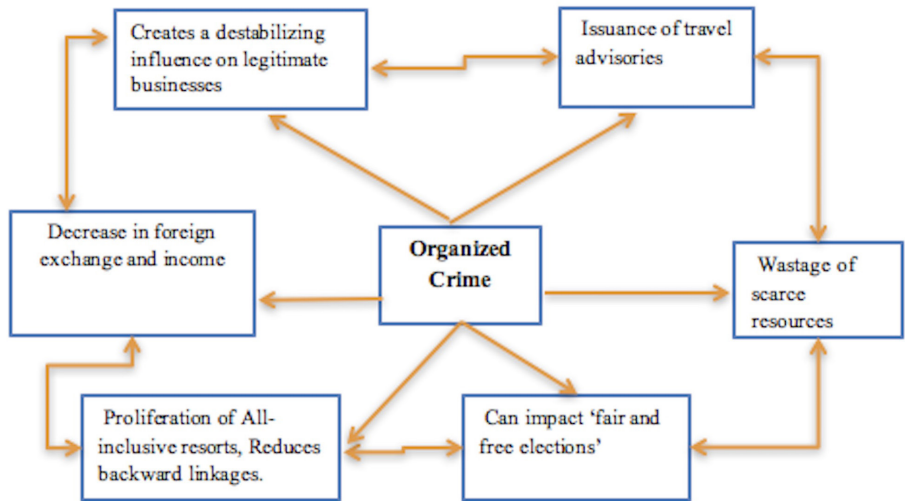 Creates a destabilizing
influence on legitimate
businesses
Issuance of travel
advisories
Decrease in foreign
exchange and income
Organized
Crime
Wastage of
scarce
resources
Proliferation of All-
inclusive resorts, Reduces
backward linkages.
Can impact ‘fair and
free elections’